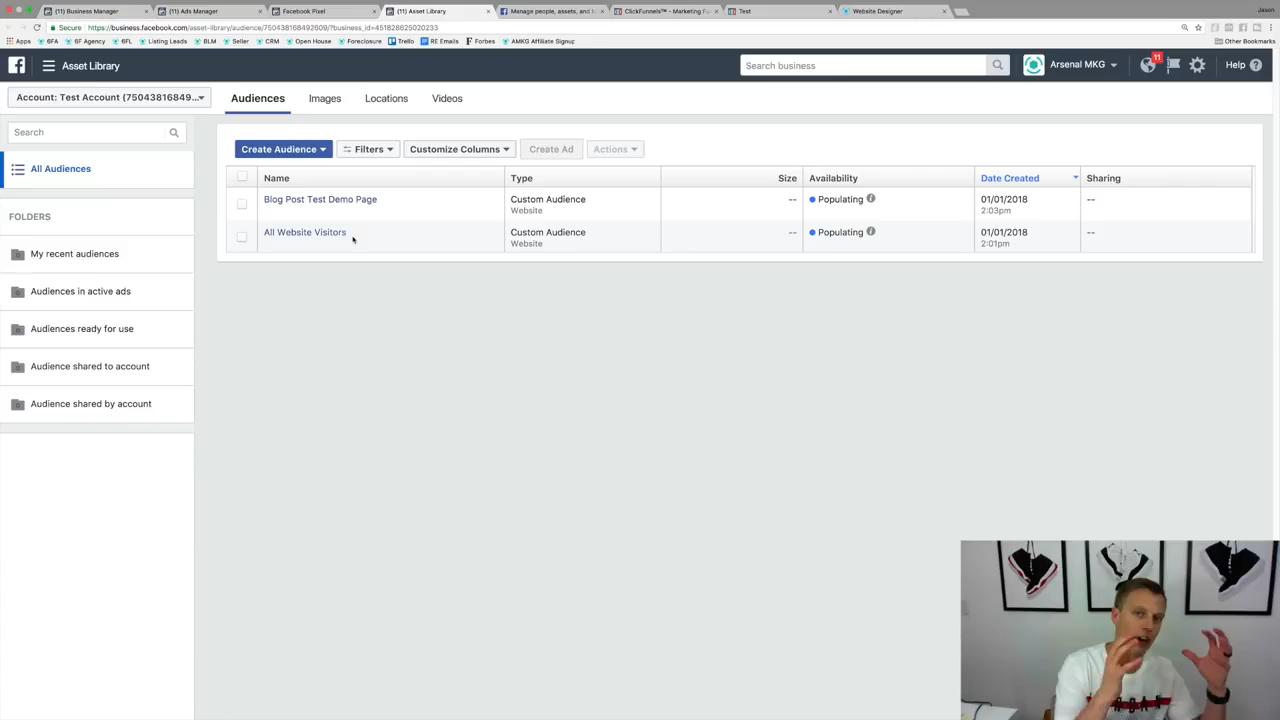 (11) Business Manager
(11) Ads Manager
Facebook Pixel
(11) Asset Library
Manage people, assets, and
ClickFunnels™ - Marketing Fu
Test
Website Designer
Jason
Secure
https://business.facebook.com/asset-library/audience/750438168492609/?business_id=451828625020233
Apps 6FA 6F Agency 6FL Listing Leads BLM Seller CRM Open House Foreclosure Trello RE Emails Forbes AMKG Affiliate Signup Other Bookmarks
Asset Library
Search business
Arsenal MKG
11
Help
Account: Test Account (75043816849...
Audiences Images Locations Videos
Search
Create Audience Filters Customize Columns Create Ad Actions
All Audiences
Name Type Size Availability Date Created Sharing
Blog Post Test Demo Page Custom Audience -- Populating 01/01/2018 --
Website 2:03pm
All Website Visitors Custom Audience -- Populating 01/01/2018 --
Website 2:01pm
FOLDERS
My recent audiences
Audiences in active ads
Audiences ready for use
Audience shared to account
Audience shared by account